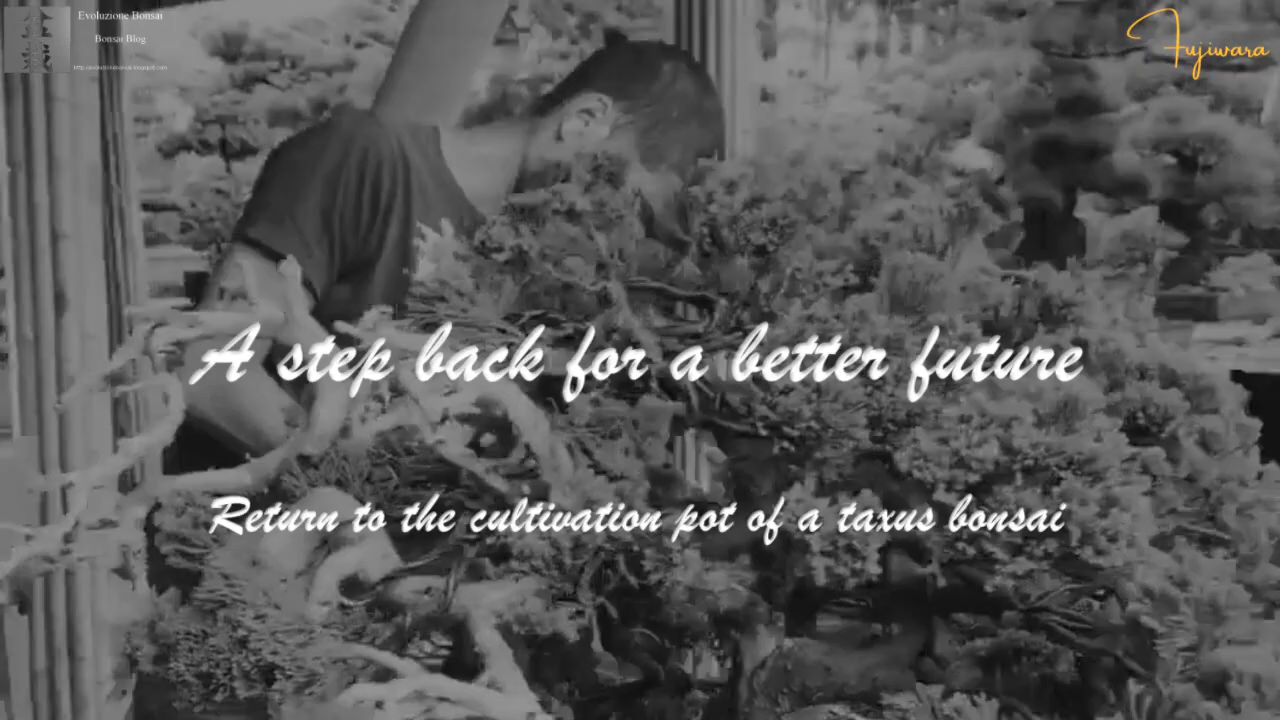 Evoluzione Bonsai
Bonsai Blog
Fujiwara
A step back for a better future
Return to the cultivation pot of a taxus bonsai